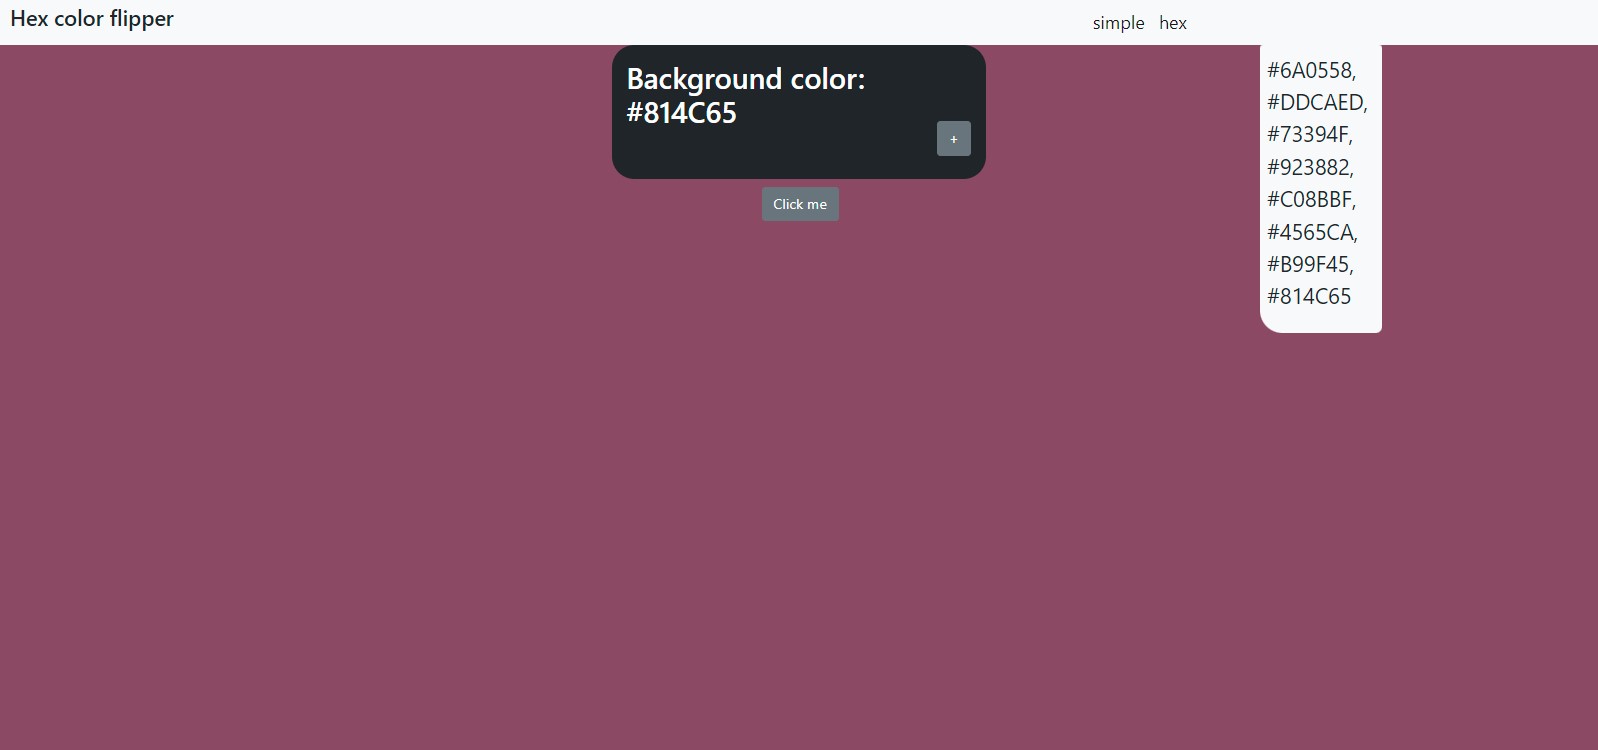 Hex color flipper
simple hex
Background color:
#814C65
+
Click me
#6A0558,
#DDCAED,
#73394F,
#923882,
#C08BBF,
#4565CA,
#B99F45,
#814C65